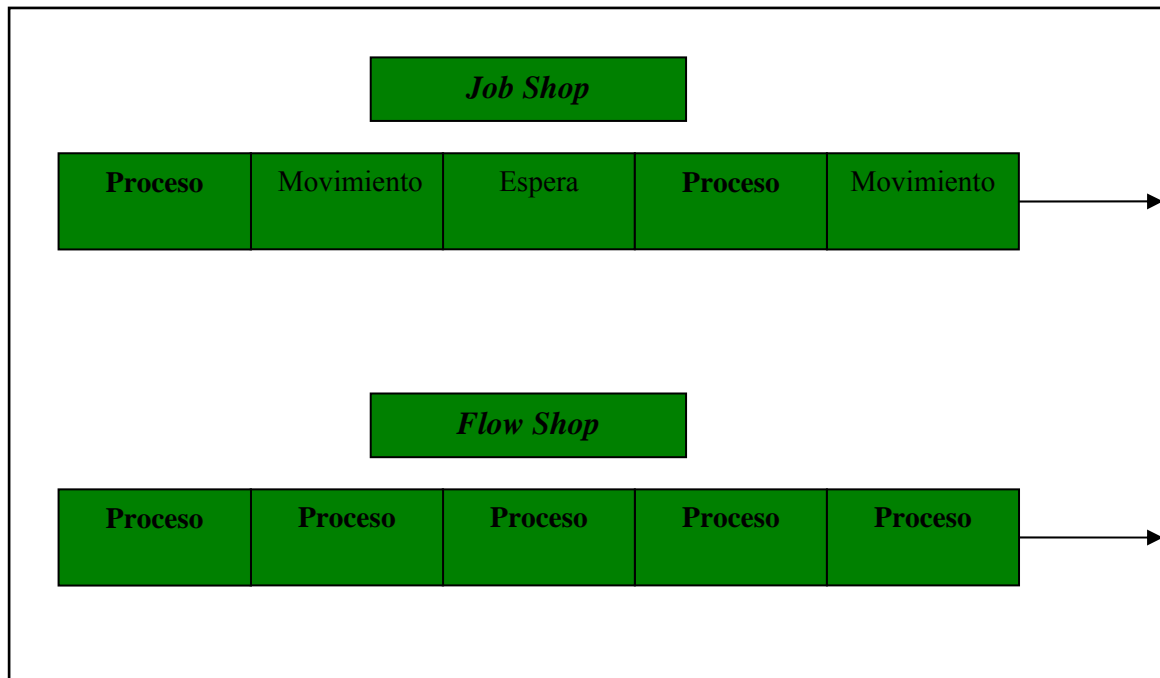 Job Shop
Proceso Movimiento Espera Proceso Movimiento
Flow Shop
Proceso Proceso Proceso Proceso Proceso